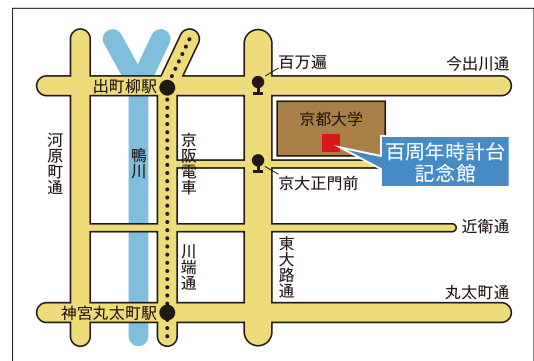 百万遍
今出川通
出町柳駅
京都大学
河原町通
鴨川
京阪電車
百周年時計台
記念館
京大正門前
近衛通
川端通
東大路通
丸太町通
神宮丸太町駅